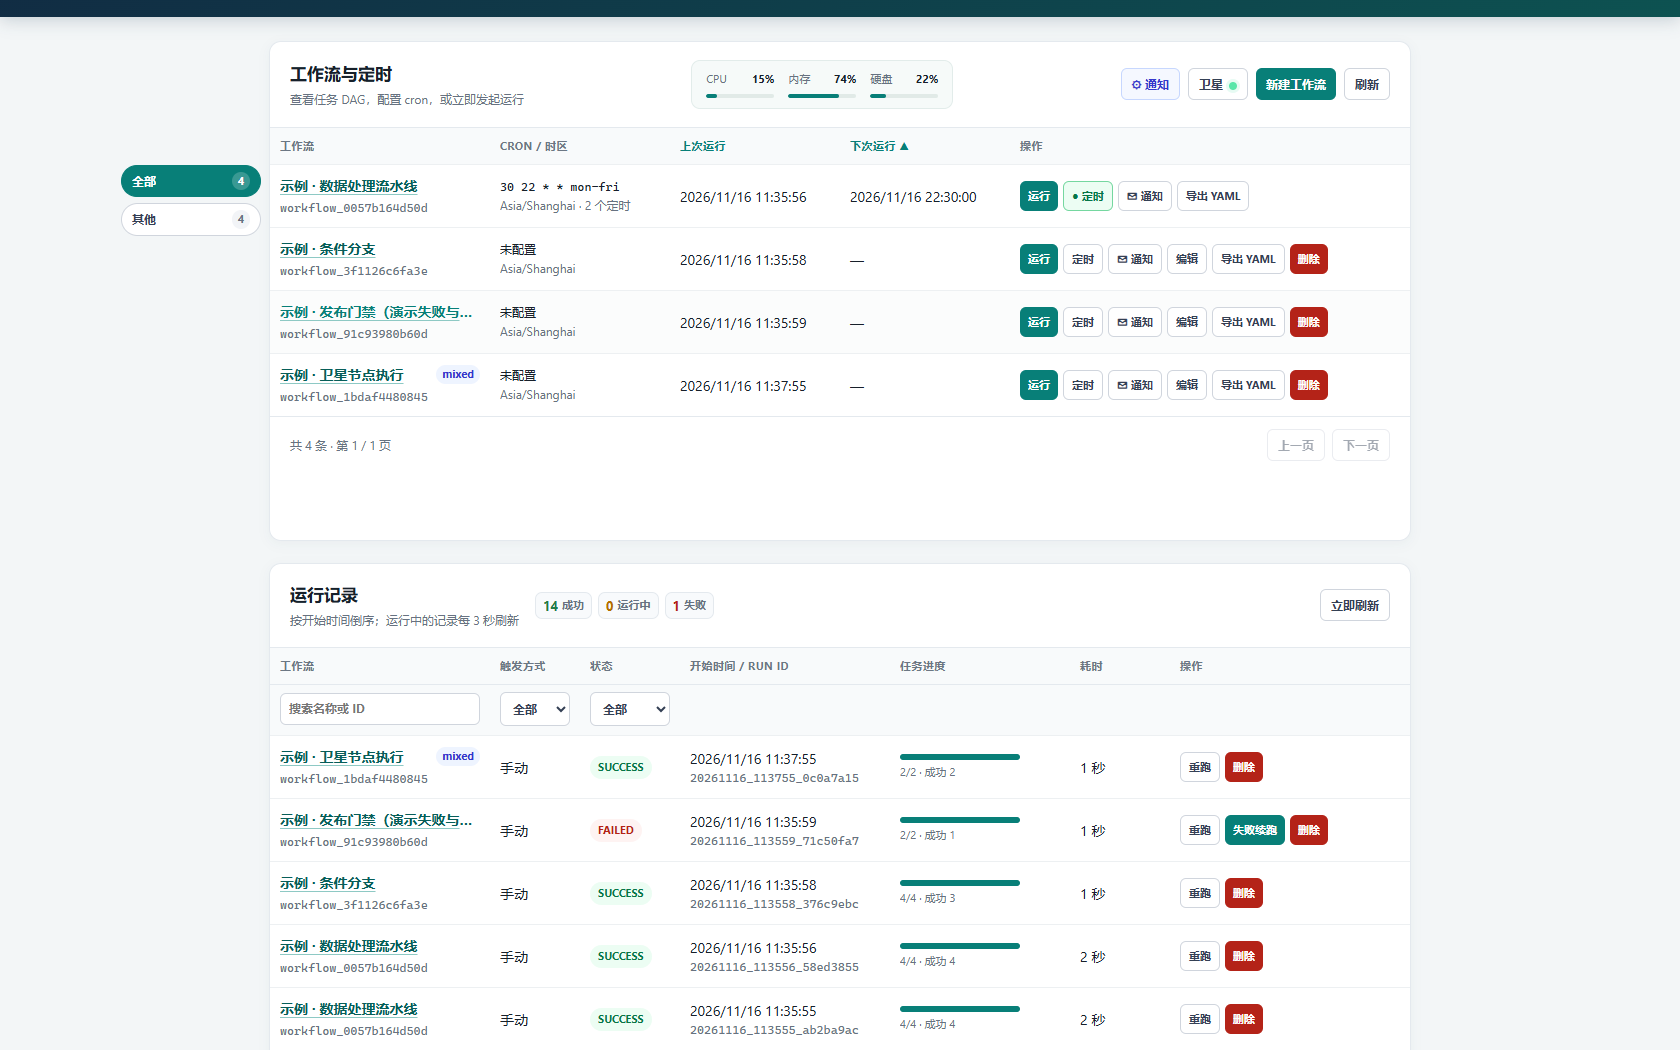 工作流与定时
查看任务 DAG，配置 cron，或立即发起运行
CPU 15% 内存 74% 硬盘 22%
⚙ 通知 卫星 新建工作流 刷新
全部 4
其他 4
工作流 CRON / 时区 上次运行 下次运行 ▲ 操作
示例 · 数据处理流水线 30 22 * * mon-fri 2026/11/16 11:35:56 2026/11/16 22:30:00 运行 • 定时 ✉ 通知 导出 YAML
workflow_0057b164d50d Asia/Shanghai · 2 个定时
示例 · 条件分支 未配置 2026/11/16 11:35:58 — 运行 定时 ✉ 通知 编辑 导出 YAML 删除
workflow_3f1126c6fa3e Asia/Shanghai
示例 · 发布门禁（演示失败与... 未配置 2026/11/16 11:35:59 — 运行 定时 ✉ 通知 编辑 导出 YAML 删除
workflow_91c93980b60d Asia/Shanghai
示例 · 卫星节点执行 mixed 未配置 2026/11/16 11:37:55 — 运行 定时 ✉ 通知 编辑 导出 YAML 删除
workflow_1bdaf4480845 Asia/Shanghai
共 4 条 · 第 1 / 1 页 上一页 下一页
运行记录
按开始时间倒序；运行中的记录每 3 秒刷新
14 成功 0 运行中 1 失败
立即刷新
工作流 触发方式 状态 开始时间 / RUN ID 任务进度 耗时 操作
搜索名称或 ID 全部 全部
示例 · 卫星节点执行 mixed 手动 SUCCESS 2026/11/16 11:37:55 1 秒 重跑 删除
workflow_1bdaf4480845 20261116_113755_0c0a7a15 2/2 · 成功 2
示例 · 发布门禁（演示失败与... 手动 FAILED 2026/11/16 11:35:59 1 秒 重跑 失败续跑 删除
workflow_91c93980b60d 20261116_113559_71c50fa7 2/2 · 成功 1
示例 · 条件分支 手动 SUCCESS 2026/11/16 11:35:58 1 秒 重跑 删除
workflow_3f1126c6fa3e 20261116_113558_376c9ebc 4/4 · 成功 3
示例 · 数据处理流水线 手动 SUCCESS 2026/11/16 11:35:56 2 秒 重跑 删除
workflow_0057b164d50d 20261116_113556_58ed3855 4/4 · 成功 4
示例 · 数据处理流水线 手动 SUCCESS 2026/11/16 11:35:55 2 秒 重跑 删除
workflow_0057b164d50d 20261116_113555_ab2ba9ac 4/4 · 成功 4